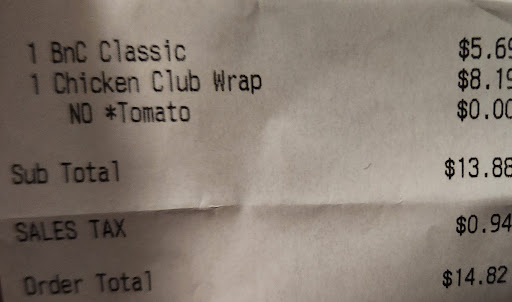 1 BnC Classic $5.69
1 Chicken Club Wrap $8.19
NO *Tomato $0.00
Sub Total $13.88
SALES TAX $0.94
Order Total $14.82